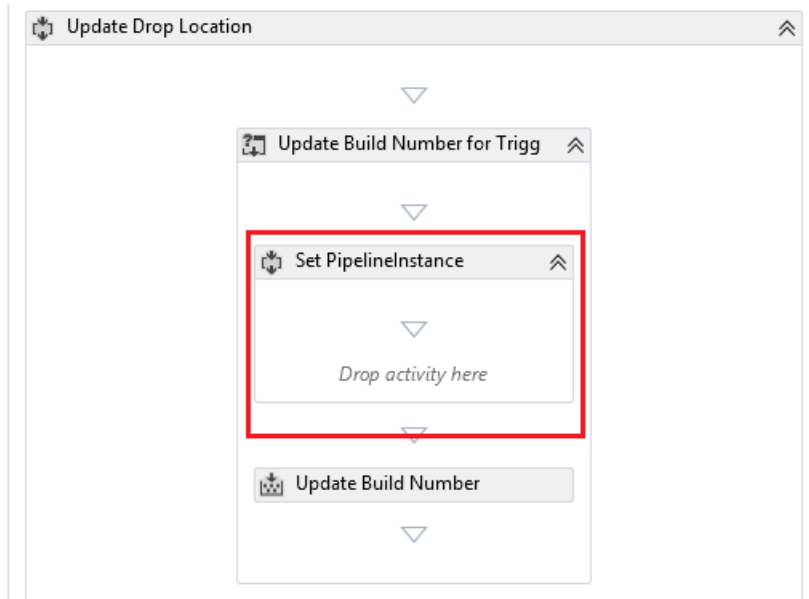 Update Drop Location
Update Build Number for Trigg
Set PipelineInstance
Drop activity here
Update Build Number